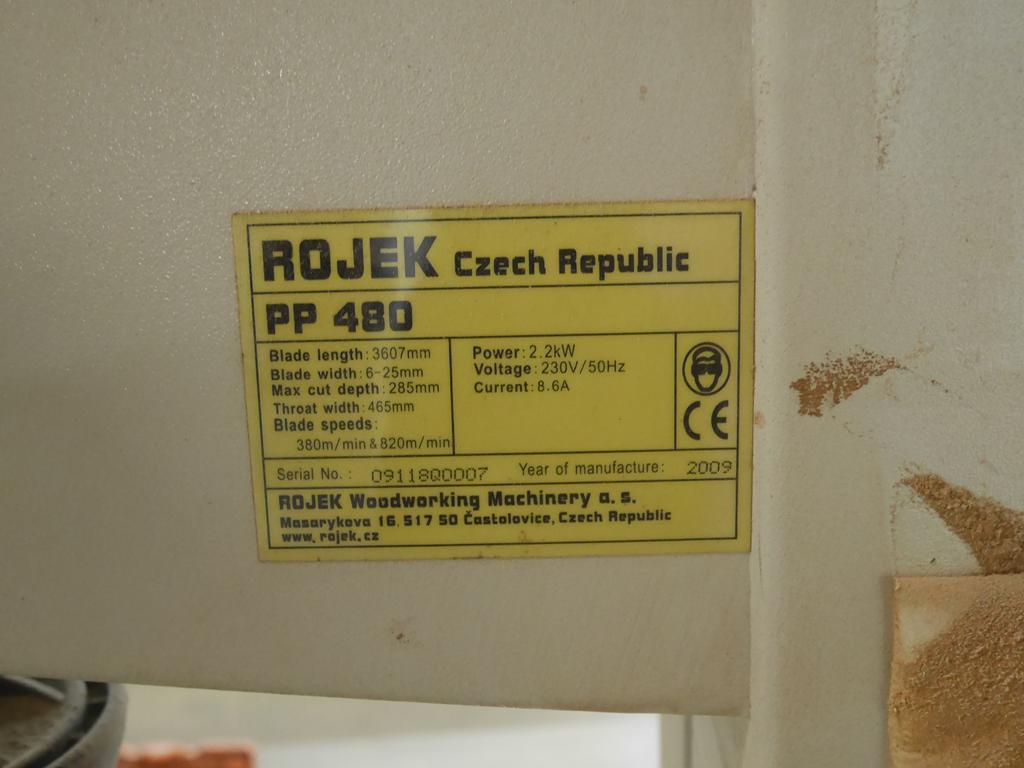 ROJEK Czech Republic
PP 480
Blade length: 3607mm
Blade width: 6-25mm
Max cut depth: 285mm
Throat width: 465mm
Blade speeds:
380m/min & 820m/min
Power: 2.2kW
Voltage: 230V/50Hz
Current: 8.6A
CE
Serial No.: 09118Q0007 Year of manufacture: 2009
ROJEK Woodworking Machinery a. s.
Masarykova 16, 517 50 Častolovice, Czech Republic
www.rojek.cz